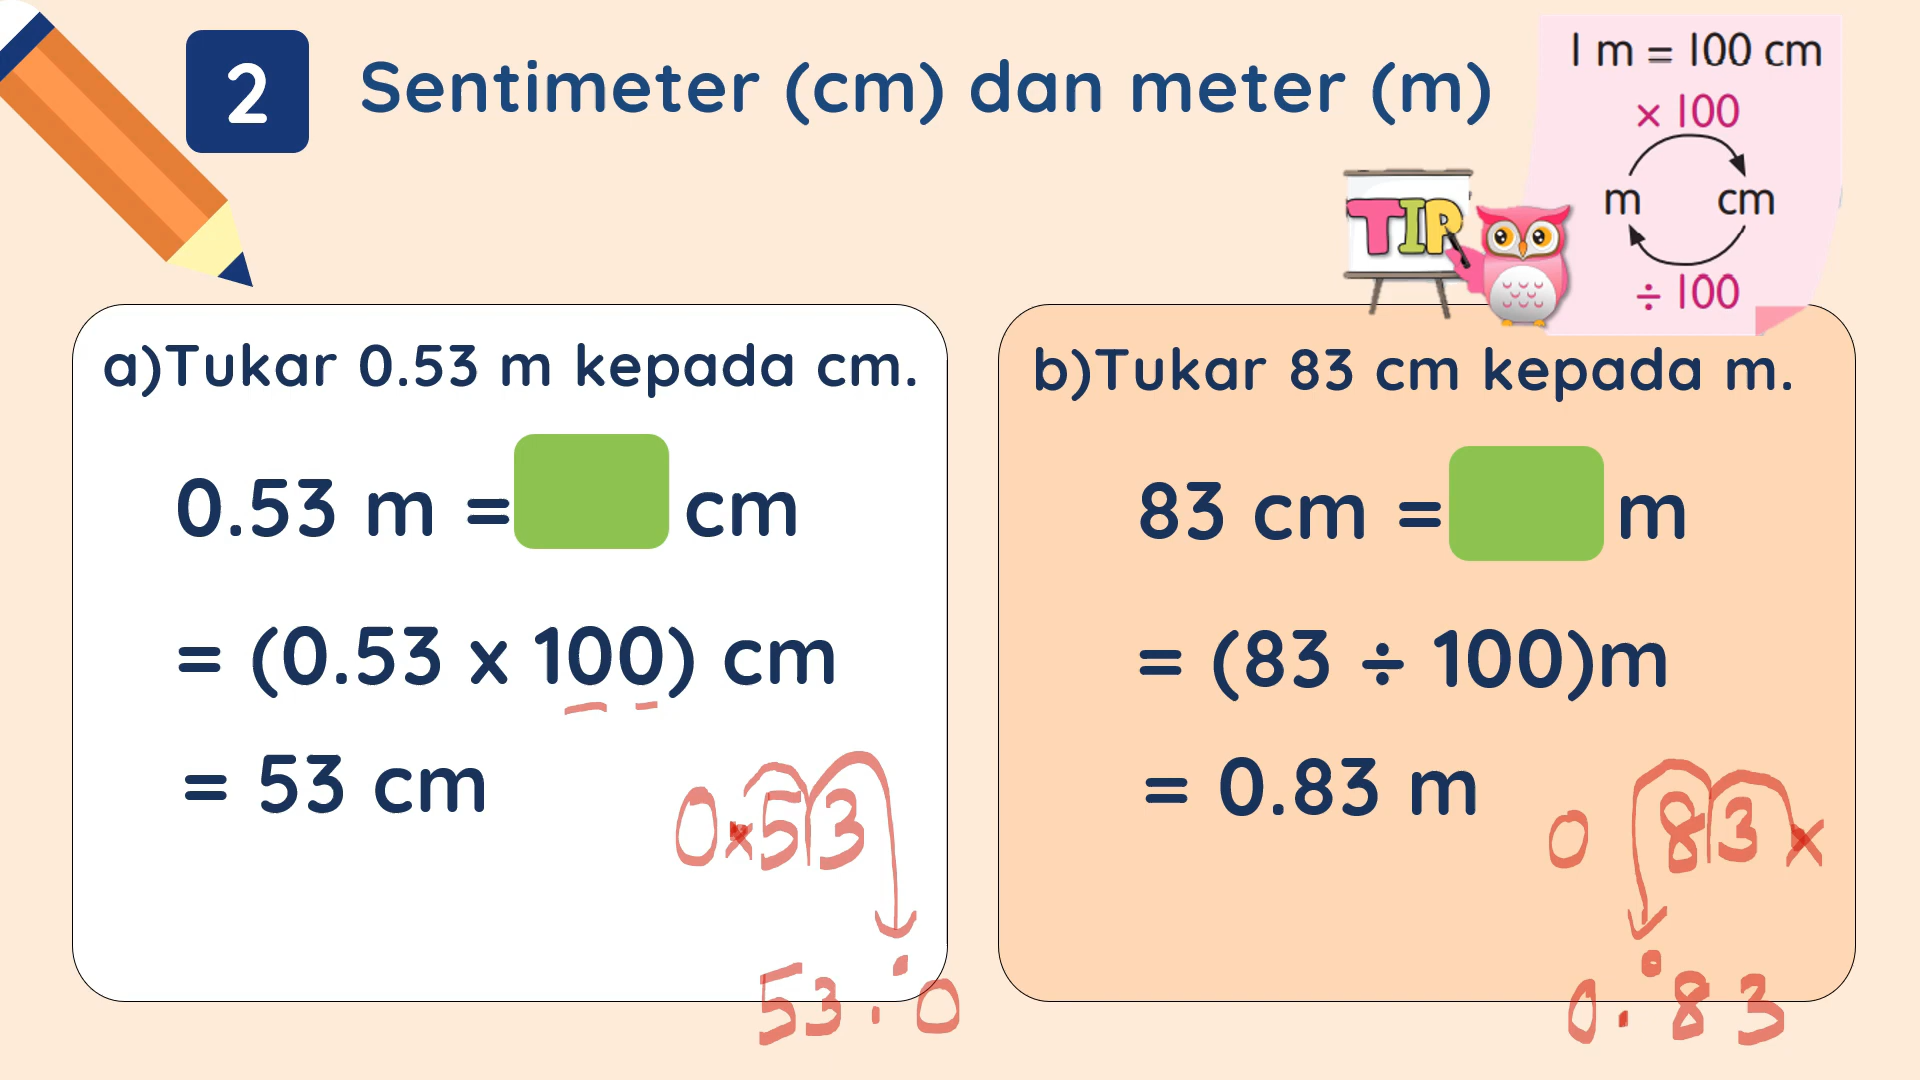 2
Sentimeter (cm) dan meter (m)
1 m = 100 cm
× 100
m cm
÷ 100
TIP
a)Tukar 0.53 m kepada cm.
0.53 m = cm
= (0.53 x 100) cm
= 53 cm
0.53
53.0
b)Tukar 83 cm kepada m.
83 cm = m
= (83 ÷ 100)m
= 0.83 m
0 83
0.83